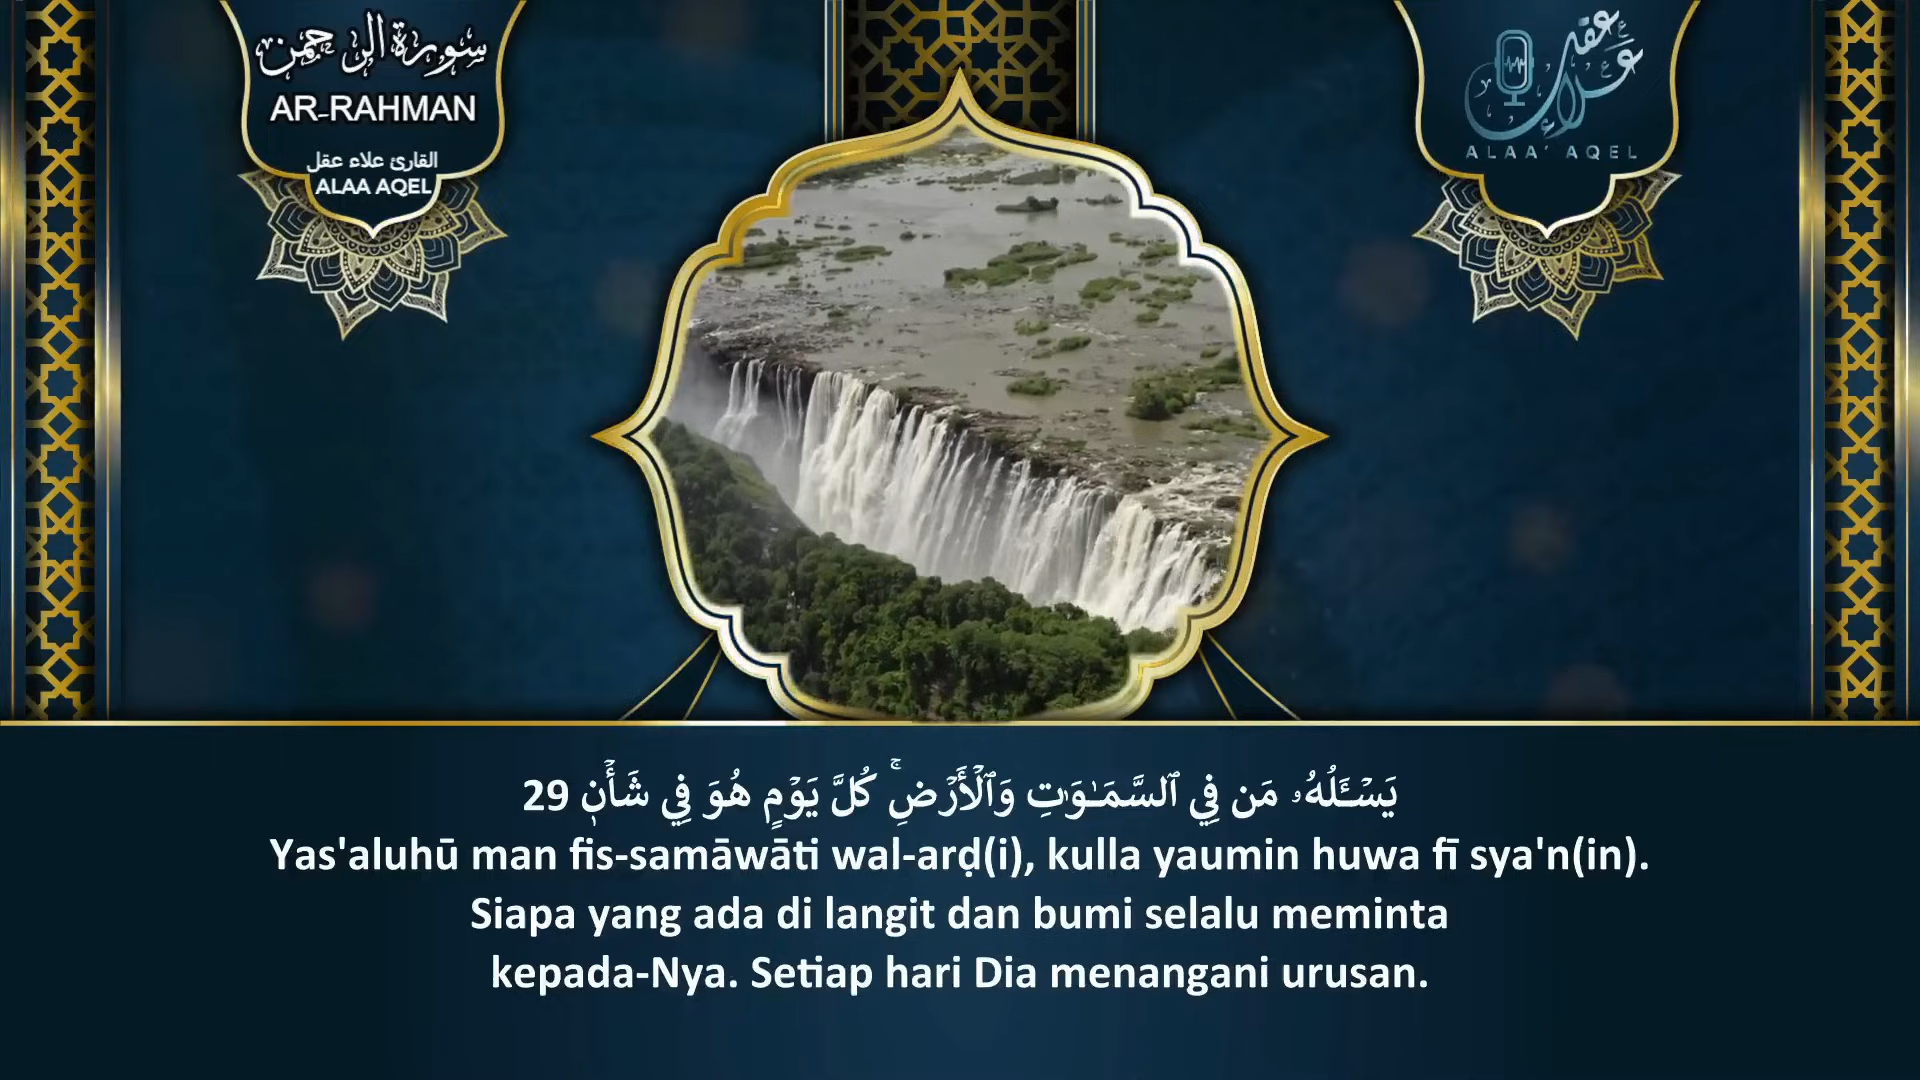 سورة الرحمن
AR-RAHMAN
القارئ علاء عقل
ALAA AQEL
علاء عقل
ALAA' AQEL
يَسْـَٔلُهُۥ مَن فِي ٱلسَّمَـٰوَٰتِ وَٱلْأَرْضِ ۚ كُلَّ يَوْمٍ هُوَ فِي شَأْنٍ 29
Yas'aluhū man fis-samāwāti wal-arḍ(i), kulla yaumin huwa fī sya'n(in).
Siapa yang ada di langit dan bumi selalu meminta
kepada-Nya. Setiap hari Dia menangani urusan.